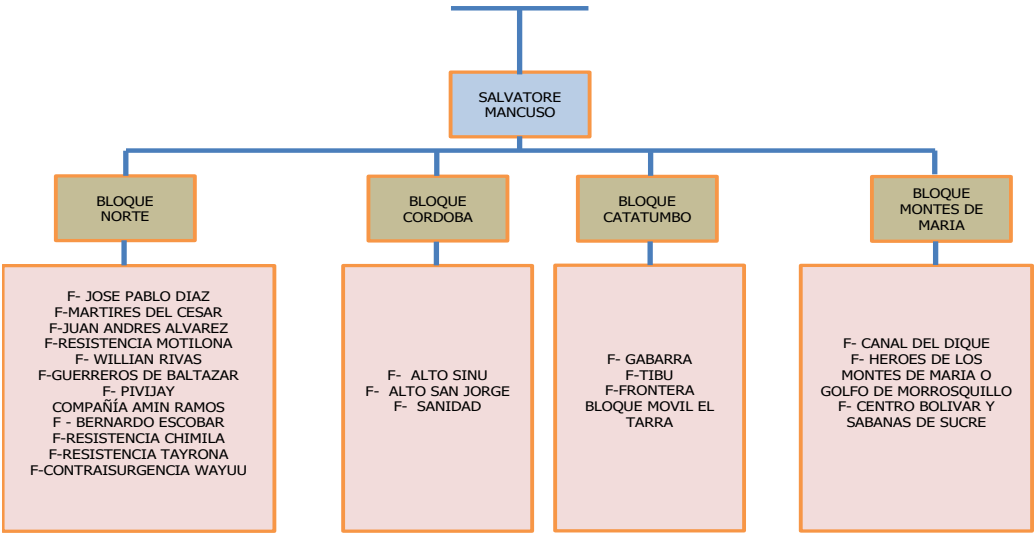 SALVATORE
MANCUSO
BLOQUE
NORTE
BLOQUE
CORDOBA
BLOQUE
CATATUMBO
BLOQUE
MONTES DE
MARIA
F- JOSE PABLO DIAZ
F-MARTIRES DEL CESAR
F-JUAN ANDRES ALVAREZ
F-RESISTENCIA MOTILONA
F- WILLIAN RIVAS
F-GUERREROS DE BALTAZAR
F- PIVIJAY
COMPAÑÍA AMIN RAMOS
F - BERNARDO ESCOBAR
F-RESISTENCIA CHIMILA
F-RESISTENCIA TAYRONA
F-CONTRAISURGENCIA WAYUU
F- ALTO SINU
F- ALTO SAN JORGE
F- SANIDAD
F- GABARRA
F-TIBU
F-FRONTERA
BLOQUE MOVIL EL
TARRA
F- CANAL DEL DIQUE
F- HEROES DE LOS
MONTES DE MARIA O
GOLFO DE MORROSQUILLO
F- CENTRO BOLIVAR Y
SABANAS DE SUCRE